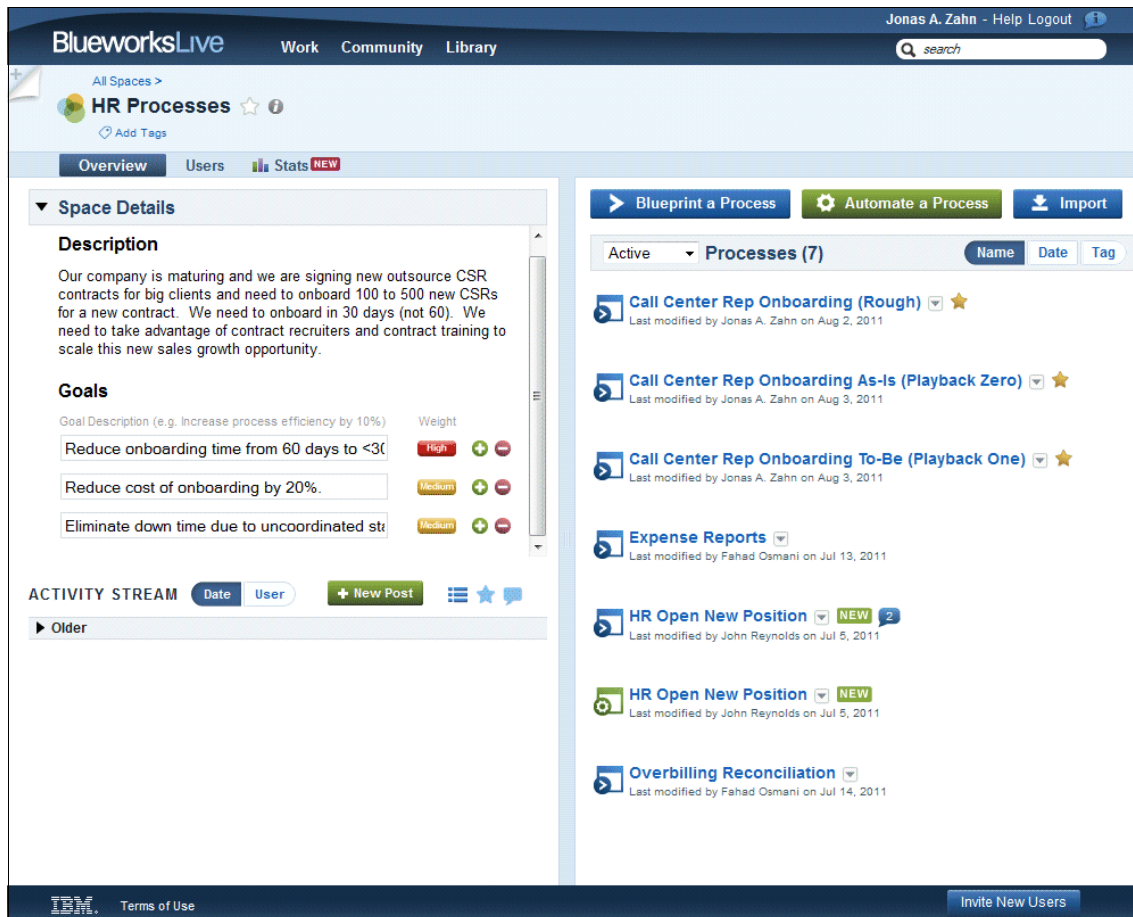 Jonas A. Zahn - Help Logout
BlueworksLive
Work Community Library
search
All Spaces >
HR Processes
Add Tags
Overview Users Stats NEW
Space Details
Description
Our company is maturing and we are signing new outsource CSR
contracts for big clients and need to onboard 100 to 500 new CSRs
for a new contract. We need to onboard in 30 days (not 60). We
need to take advantage of contract recruiters and contract training to
scale this new sales growth opportunity.
Goals
Goal Description (e.g. Increase process efficiency by 10%) Weight
Reduce onboarding time from 60 days to <30 High
Reduce cost of onboarding by 20%. Medium
Eliminate down time due to uncoordinated Medium
ACTIVITY STREAM Date User + New Post
Older
Blueprint a Process Automate a Process Import
Active Processes (7) Name Date Tag
Call Center Rep Onboarding (Rough)
Last modified by Jonas A. Zahn on Aug 2, 2011
Call Center Rep Onboarding As-Is (Playback Zero)
Last modified by Jonas A. Zahn on Aug 3, 2011
Call Center Rep Onboarding To-Be (Playback One)
Last modified by Jonas A. Zahn on Aug 3, 2011
Expense Reports
Last modified by Fahad Osmani on Jul 13, 2011
HR Open New Position NEW 2
Last modified by John Reynolds on Jul 5, 2011
HR Open New Position NEW
Last modified by John Reynolds on Jul 5, 2011
Overbilling Reconciliation
Last modified by Fahad Osmani on Jul 14, 2011
IBM. Terms of Use
Invite New Users